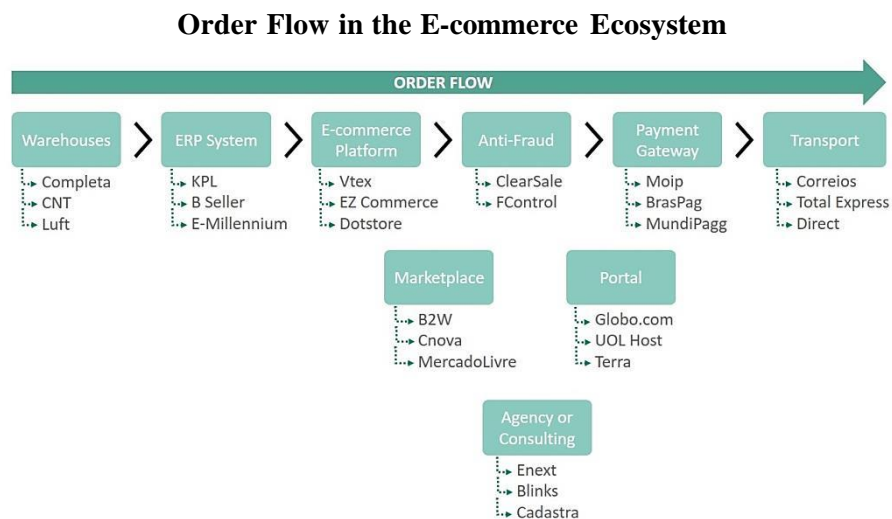 Order Flow in the E-commerce Ecosystem
ORDER FLOW
Warehouses
Completa
CNT
Luft
ERP System
KPL
B Seller
E-Millennium
E-commerce
Platform
Vtex
EZ Commerce
Dotstore
Anti-Fraud
ClearSale
FControl
Payment
Gateway
Moip
BrasPag
MundiPagg
Transport
Correios
Total Express
Direct
Marketplace
B2W
Cnova
MercadoLivre
Portal
Globo.com
UOL Host
Terra
Agency or
Consulting
Enext
Blinks
Cadastra